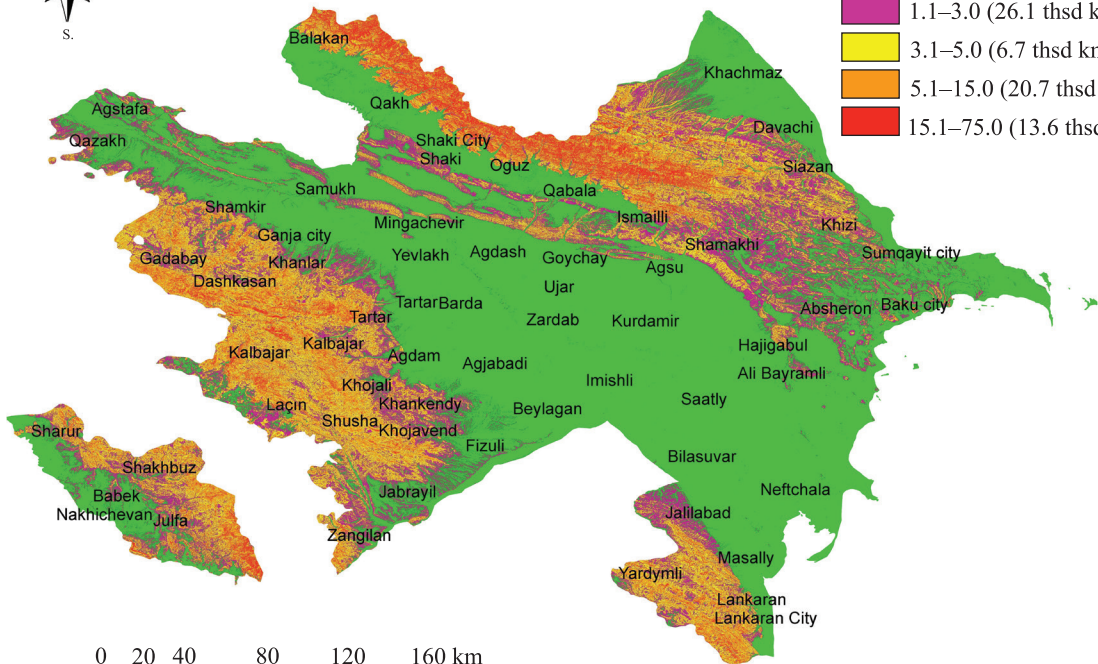 S.
1.1–3.0 (26.1 thsd k
3.1–5.0 (6.7 thsd kn
5.1–15.0 (20.7 thsd
15.1–75.0 (13.6 thsd
Balakan
Khachmaz
Qakh
Agstafa
Davachi
Qazakh
Shaki City
Shaki
Oguz
Siazan
Samukh
Qabala
Shamkir
Mingachevir
Ismailli
Khizi
Ganja city
Shamakhi
Yevlakh
Agdash
Goychay
Sumqayit city
Gadabay
Khanlar
Agsu
Dashkasan
Ujar
Tartar
Barda
Absheron
Baku city
Tartar
Zardab
Kurdamir
Kalbajar
Kalbajar
Agdam
Hajigabul
Agjabadi
Ali Bayramli
Khojali
Imishli
Laçın
Khankendy
Beylagan
Saatly
Shusha
Khojavend
Sharur
Fizuli
Shakhbuz
Bilasuvar
Babek
Jabrayil
Neftchala
Nakhichevan
Julfa
Jalilabad
Zangilan
Masally
Yardymli
Lankaran
Lankaran City
0 20 40 80 120 160 km